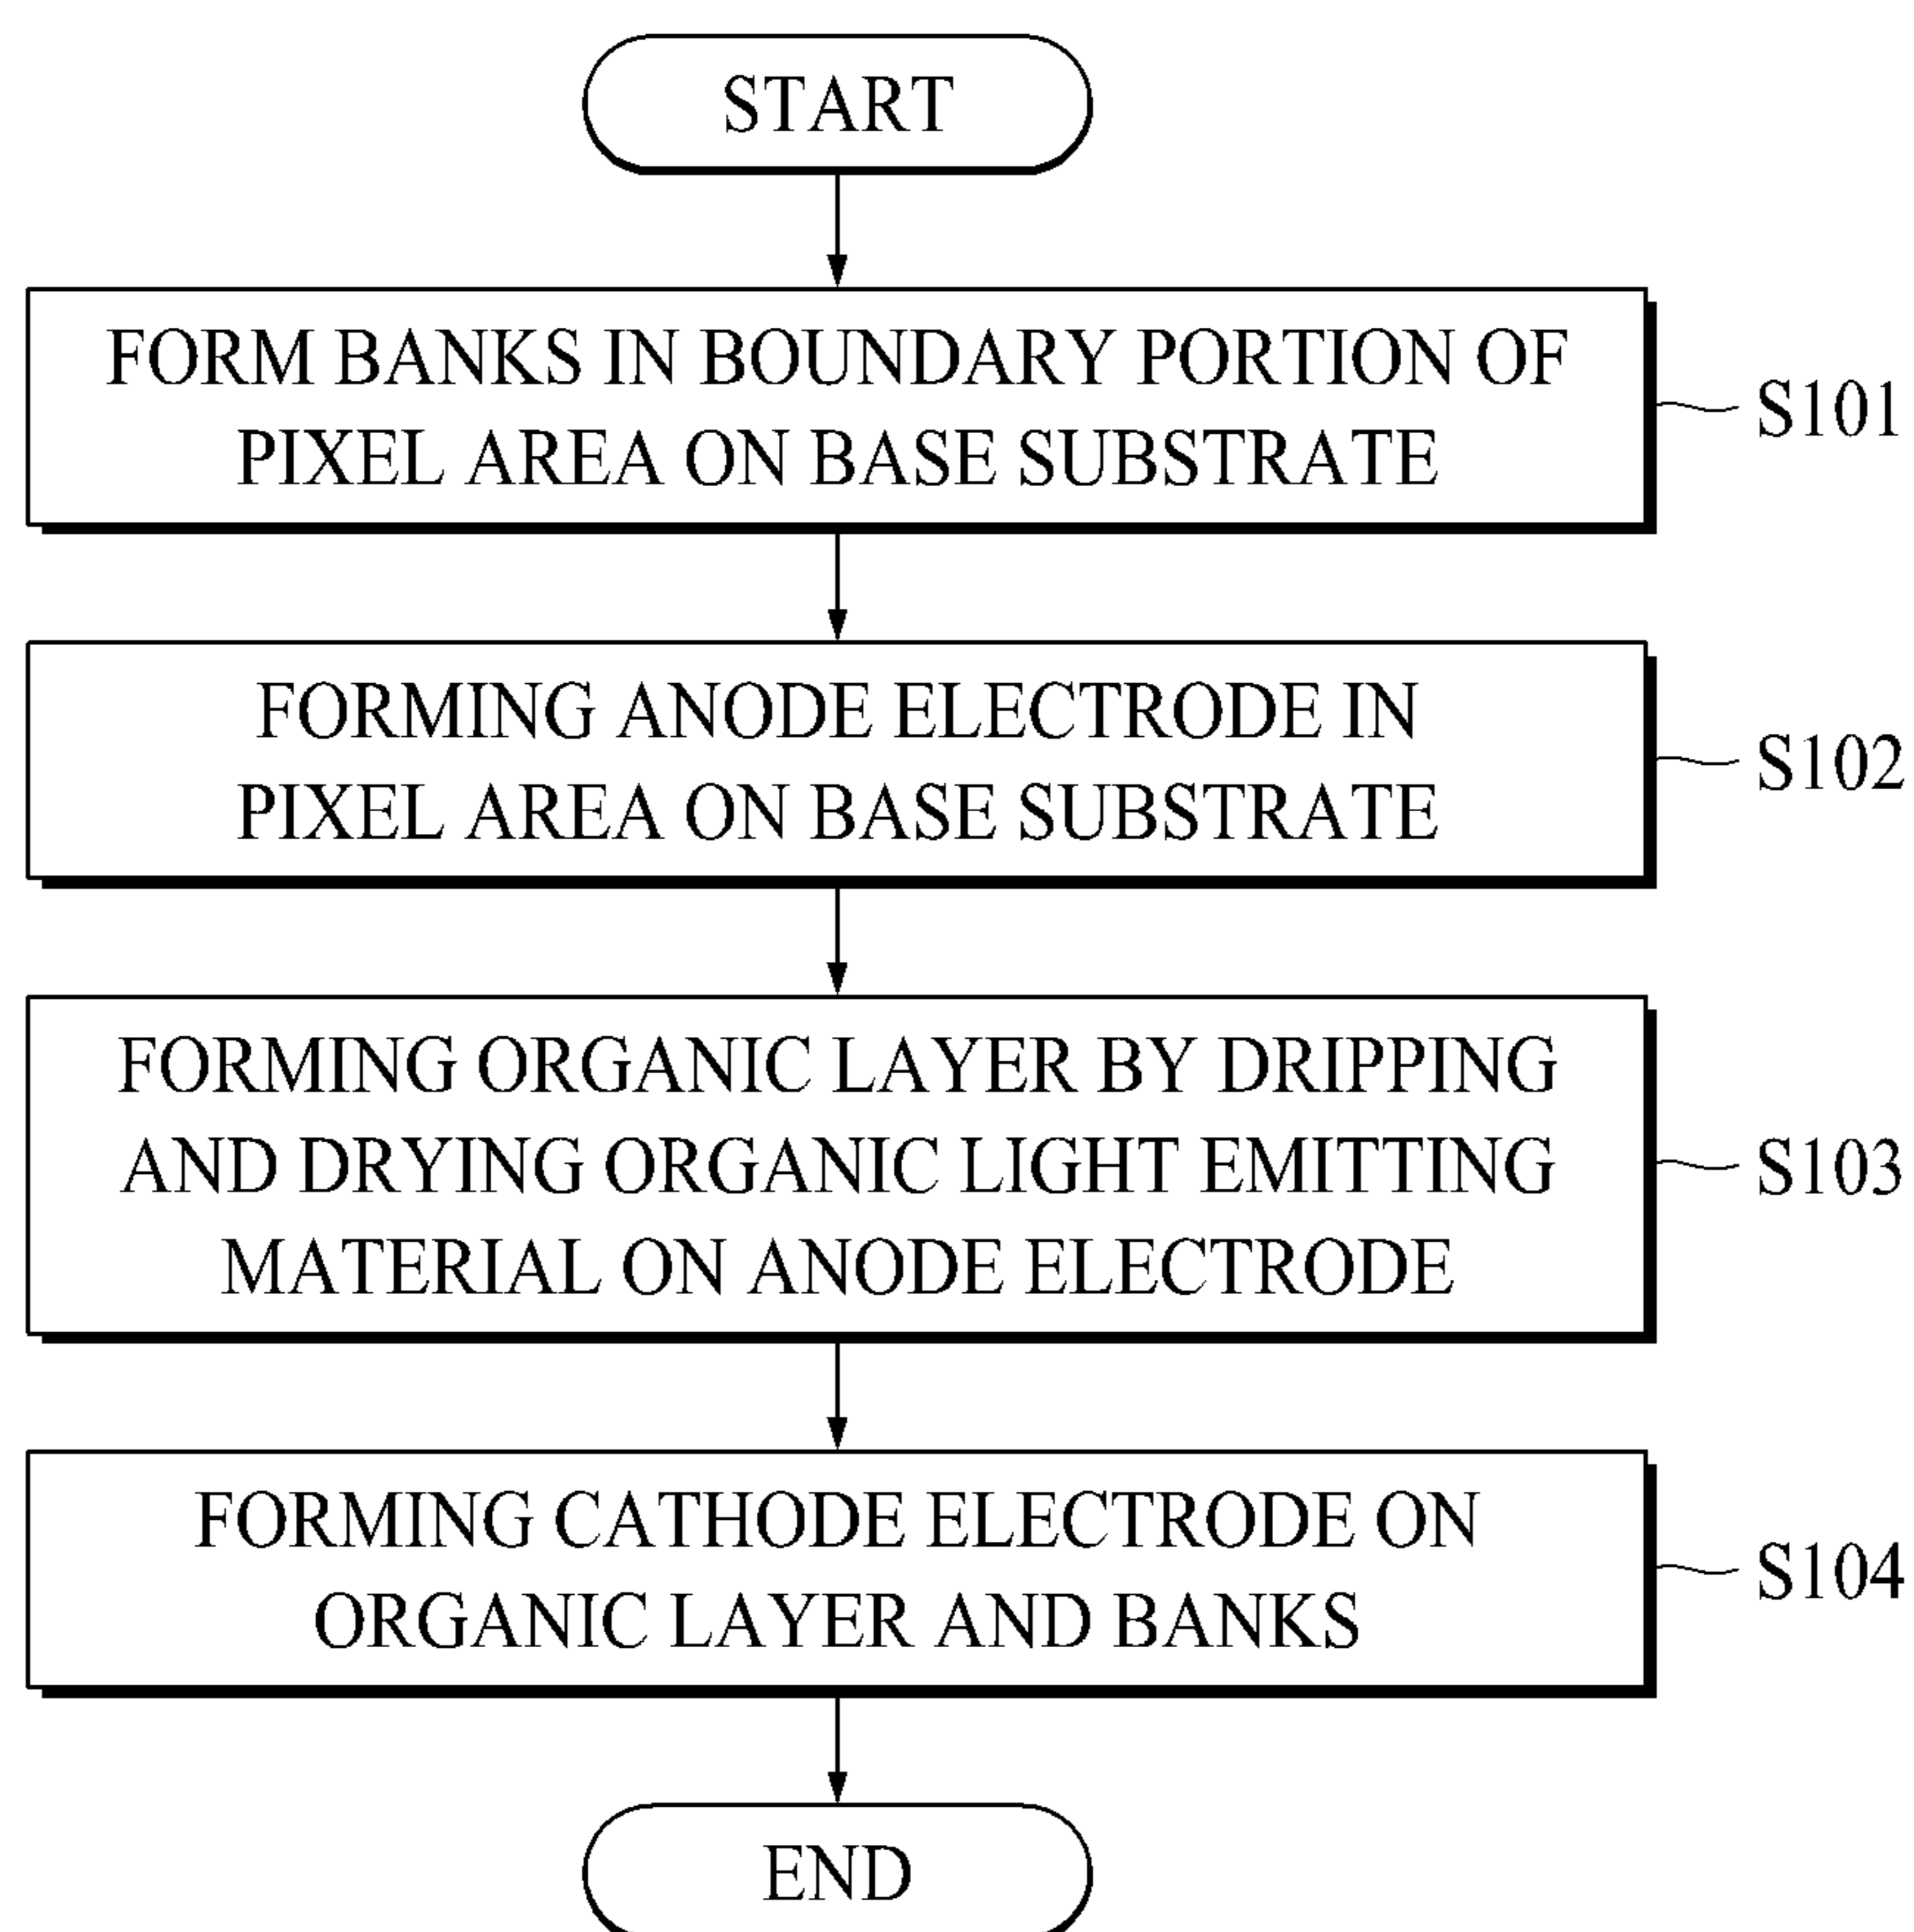 START
FORM BANKS IN BOUNDARY PORTION OF
PIXEL AREA ON BASE SUBSTRATE
S101
FORMING ANODE ELECTRODE IN
PIXEL AREA ON BASE SUBSTRATE
S102
FORMING ORGANIC LAYER BY DRIPPING
AND DRYING ORGANIC LIGHT EMITTING
MATERIAL ON ANODE ELECTRODE
S103
FORMING CATHODE ELECTRODE ON
ORGANIC LAYER AND BANKS
S104
END